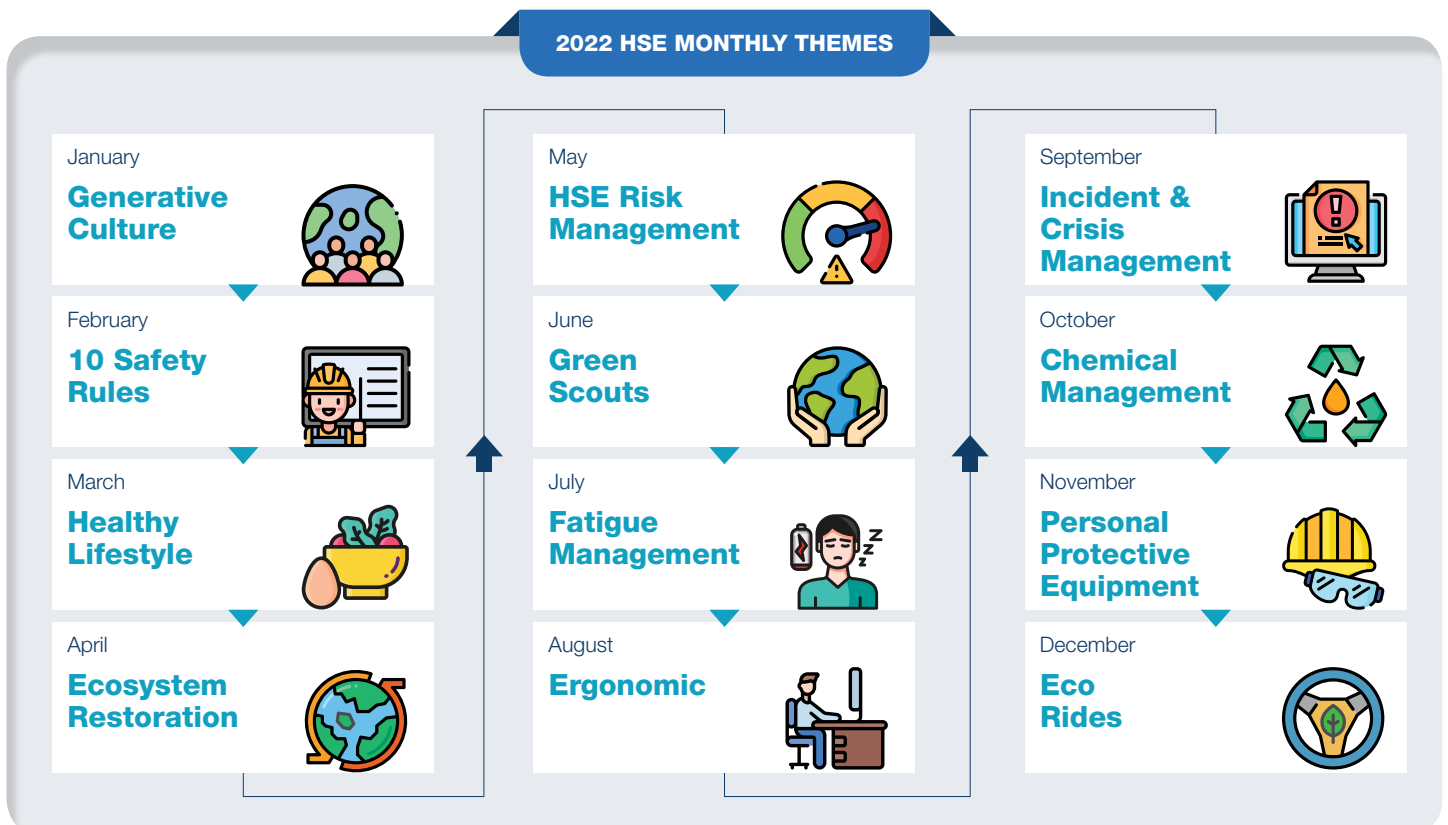 2022 HSE MONTHLY THEMES
January
Generative
Culture
February
10 Safety
Rules
March
Healthy
Lifestyle
April
Ecosystem
Restoration
May
HSE Risk
Management
June
Green
Scouts
July
Fatigue
Management
August
Ergonomic
September
Incident &
Crisis
Management
October
Chemical
Management
November
Personal
Protective
Equipment
December
Eco
Rides